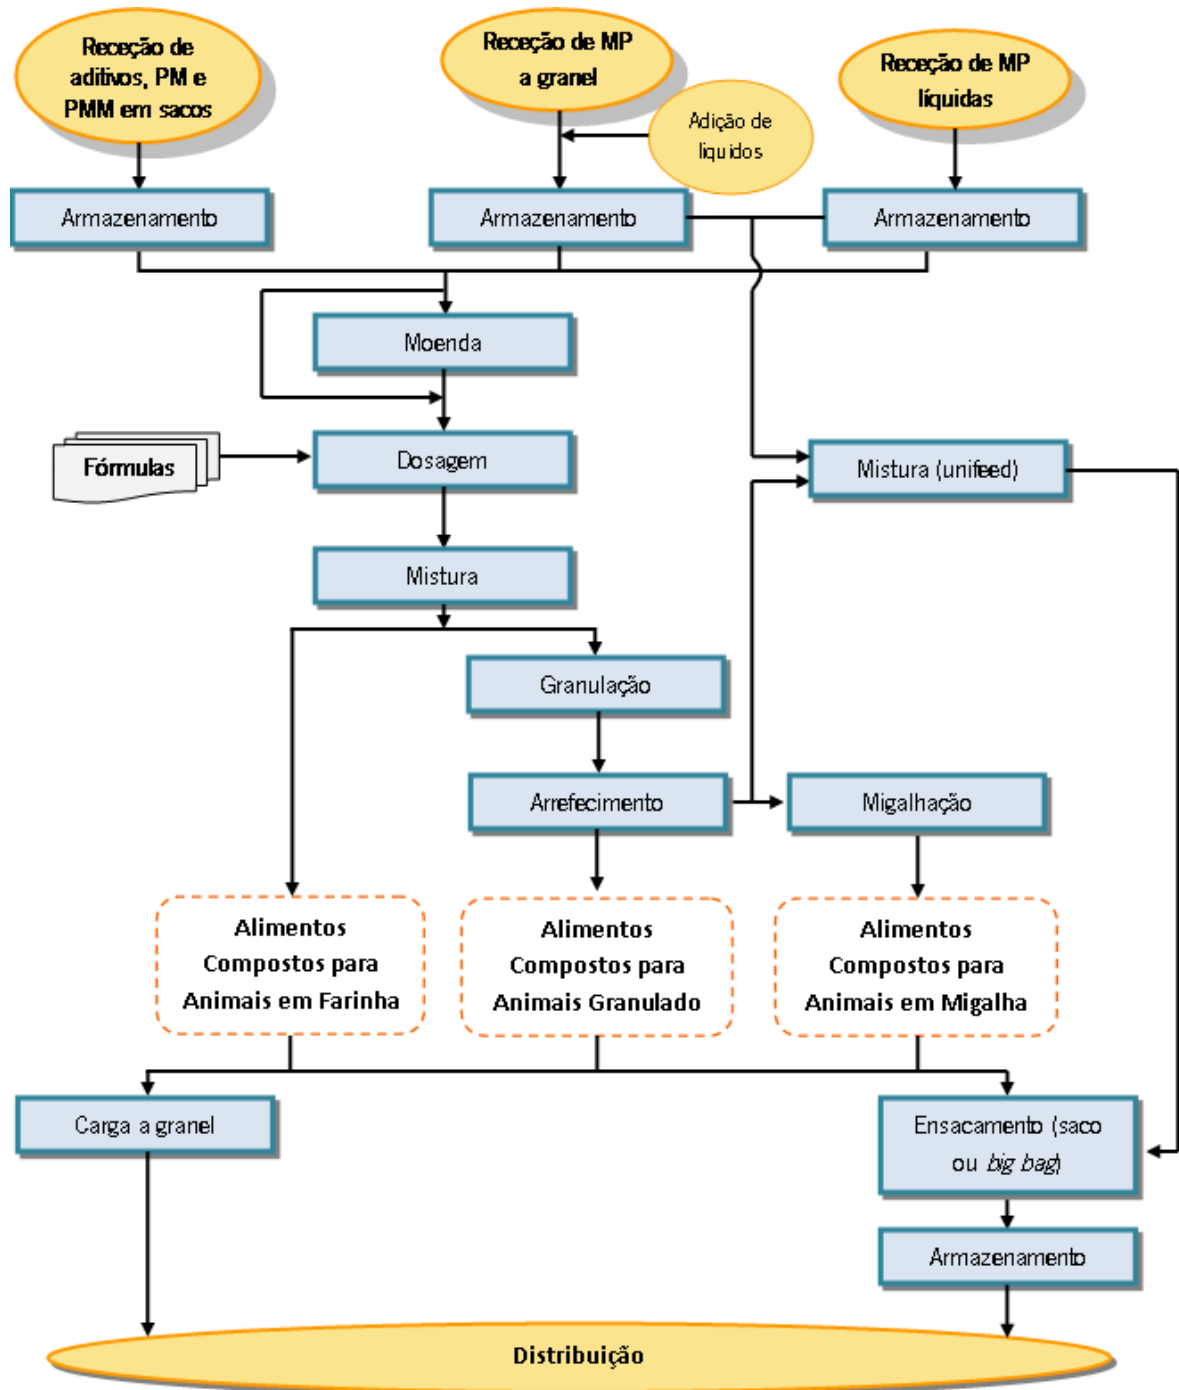 Receção de
aditivos, PM e
PMM em sacos
Receção de MP
a granel
Receção de MP
líquidas
Adição de
liquidos
Armazenamento
Armazenamento
Armazenamento
Moenda
Fórmulas
Dosagem
Mistura (unifeed)
Mistura
Granulação
Arrefecimento
Migalhação
Alimentos
Compostos para
Animais em Farinha
Alimentos
Compostos para
Animais Granulado
Alimentos
Compostos para
Animais em Migalha
Carga a granel
Ensacamento (saco
ou big bag)
Armazenamento
Distribuição